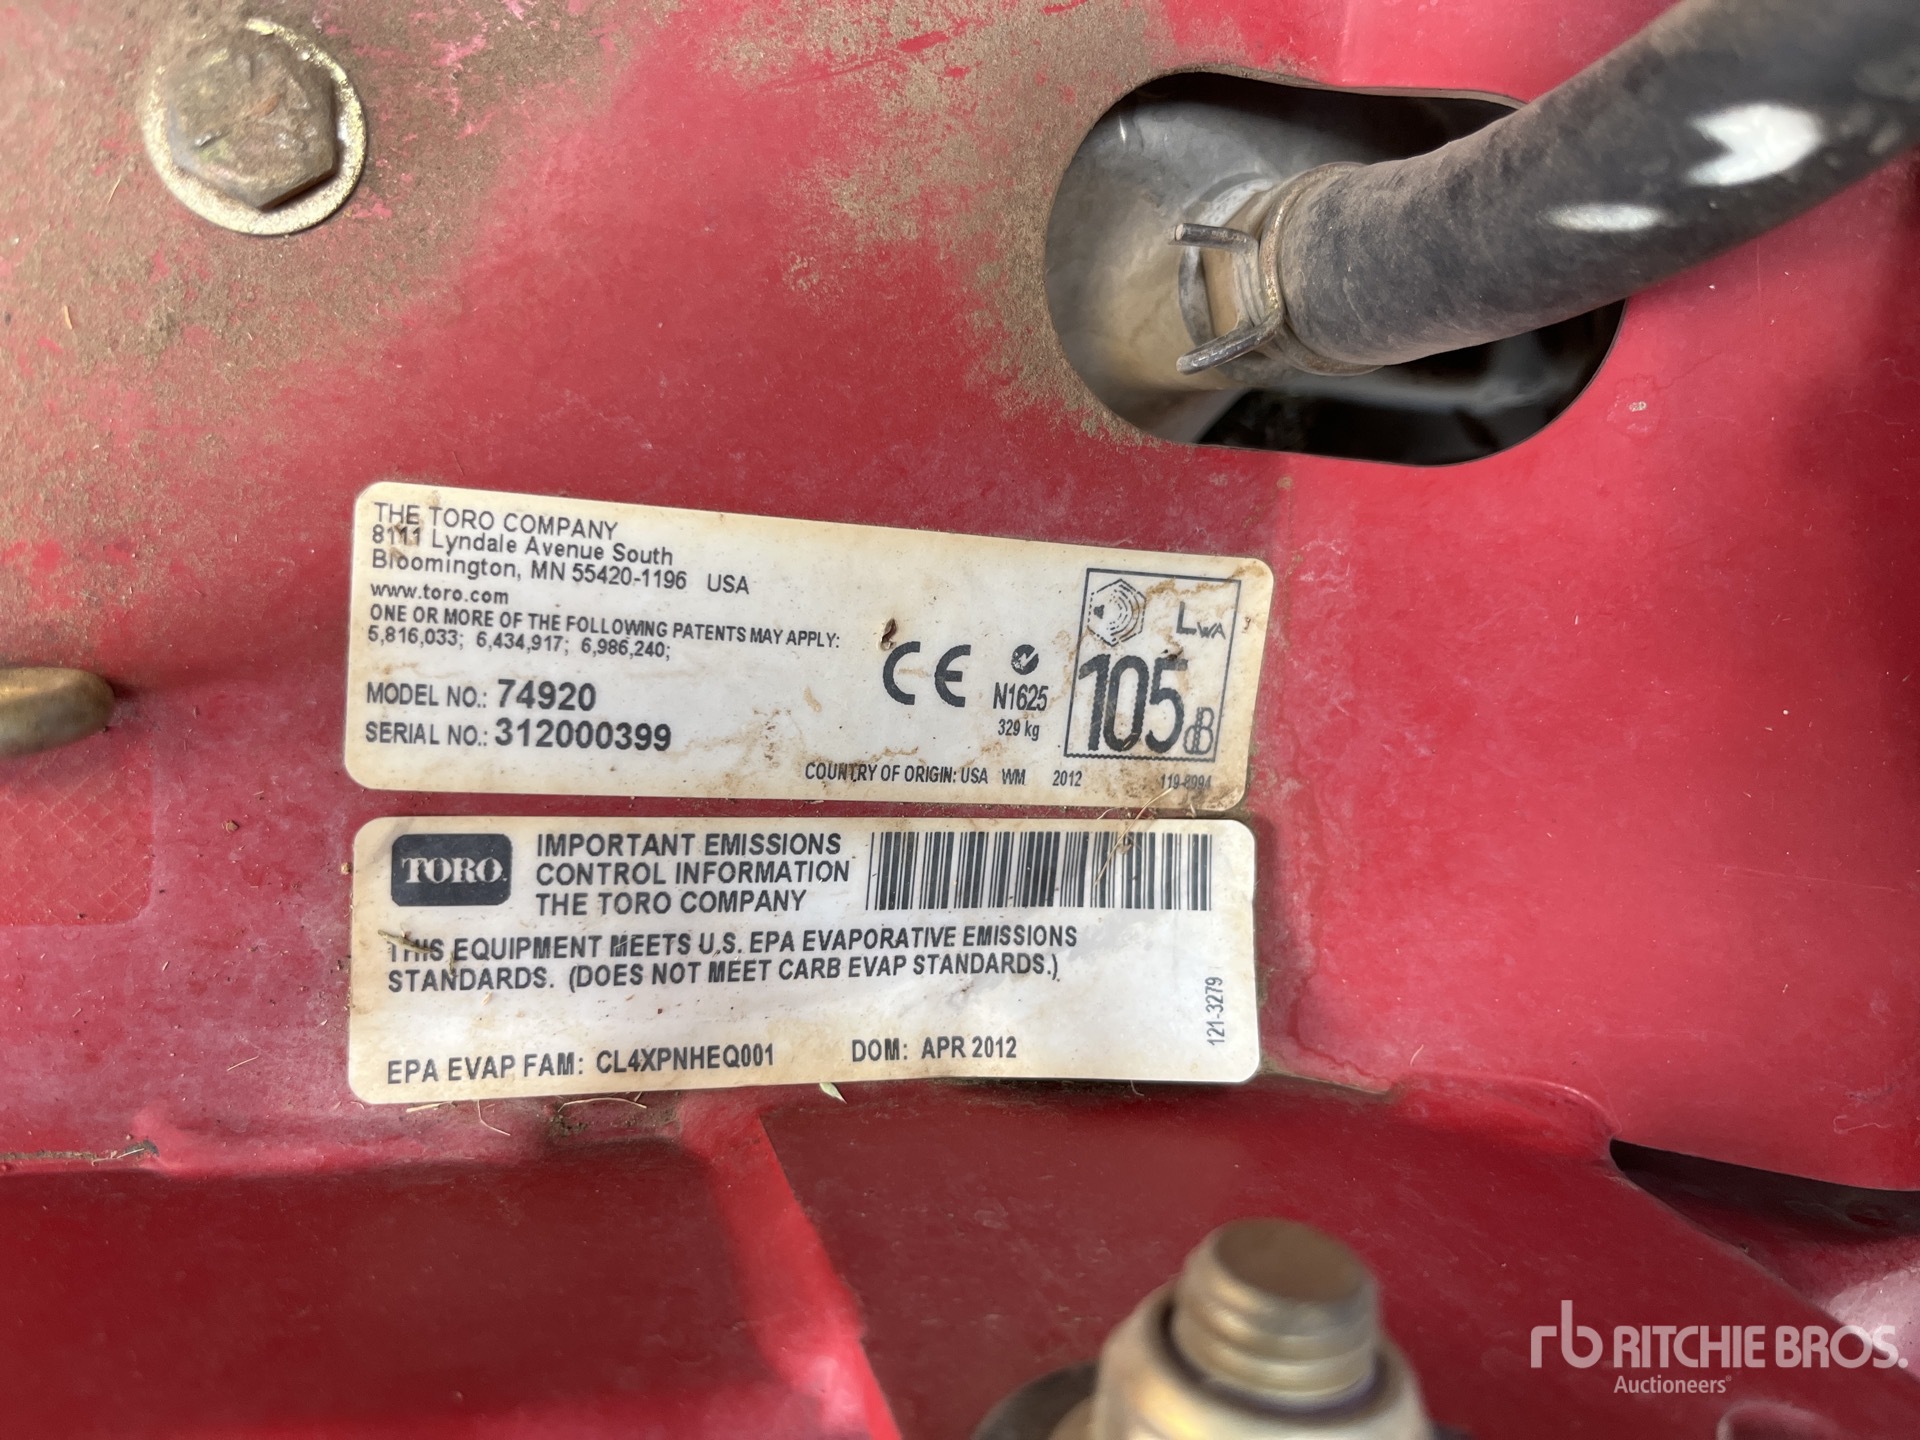 THE TORO COMPANY
8111 Lyndale Avenue South
Bloomington, MN 55420-1196 USA
www.toro.com
ONE OR MORE OF THE FOLLOWING PATENTS MAY APPLY:
5,816,033; 6,434,917; 6,986,240;
MODEL NO.: 74920
SERIAL NO.: 312000399
CE
N1625
329 kg
LWA
105 dB
COUNTRY OF ORIGIN: USA WM 2012
119-8994
TORO
IMPORTANT EMISSIONS
CONTROL INFORMATION
THE TORO COMPANY
THIS EQUIPMENT MEETS U.S. EPA EVAPORATIVE EMISSIONS
STANDARDS. (DOES NOT MEET CARB EVAP STANDARDS.)
EPA EVAP FAM: CL4XPNHEQ001 DOM: APR 2012
121-3279
rb RITCHIE BROS.
Auctioneers